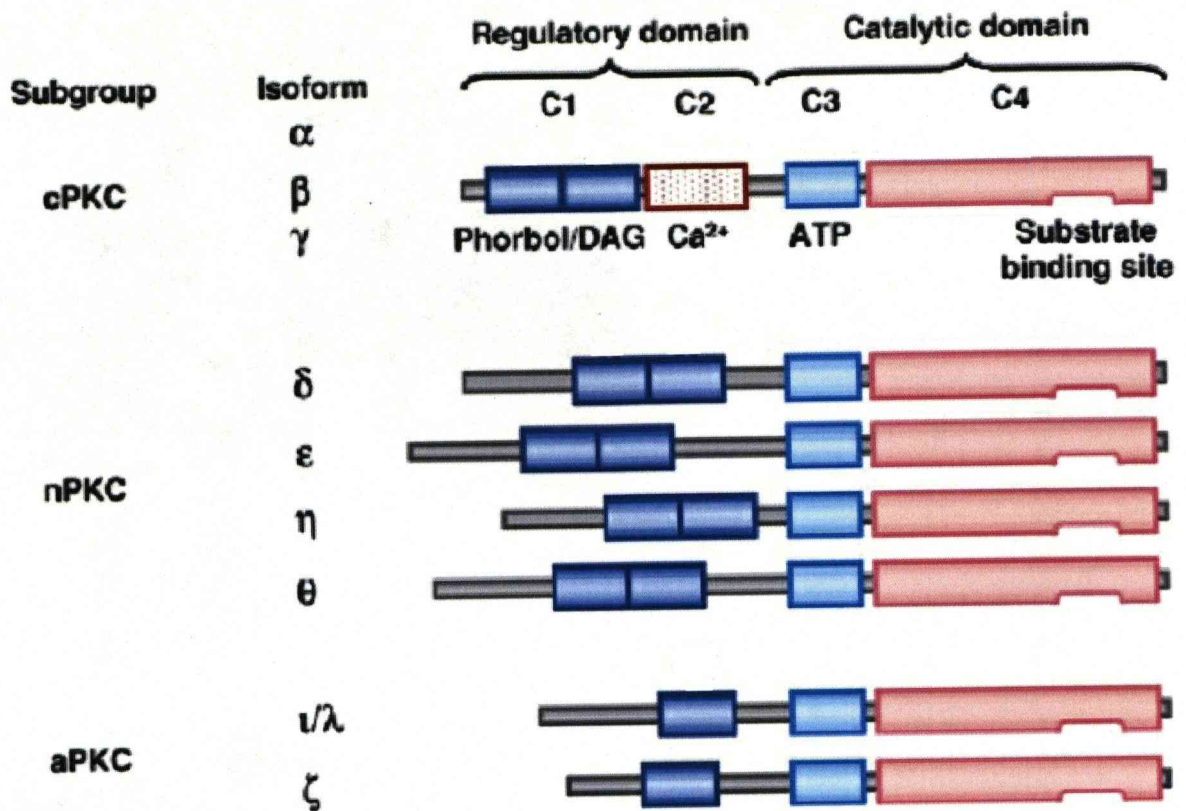 Regulatory domain Catalytic domain
Subgroup Isoform C1 C2 C3 C4
α
cPKC β
γ Phorbol/DAG Ca²⁺ ATP Substrate
binding site
δ
ε
nPKC
η
θ
ι/λ
aPKC
ζ